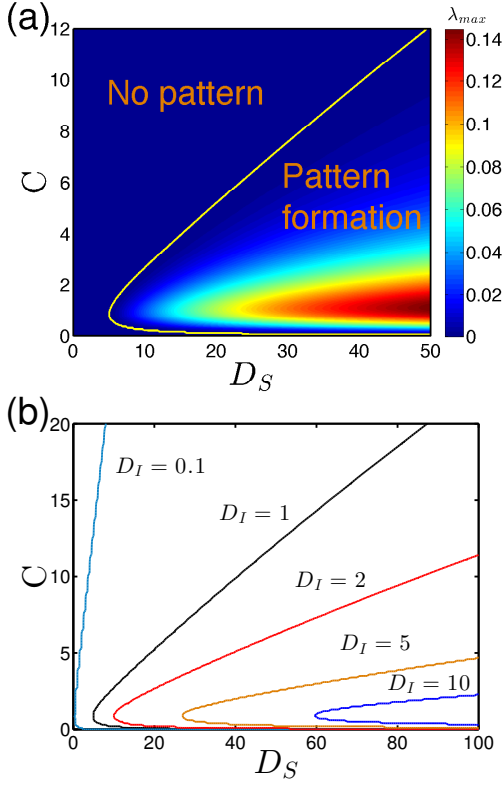 (a)
λmax
No pattern
Pattern
formation
C
12
10
8
6
4
2
0
0 10 20 30 40 50
DS
0.14
0.12
0.1
0.08
0.06
0.04
0.02
0
(b)
DI = 0.1
DI = 1
DI = 2
DI = 5
DI = 10
C
20
15
10
5
0
0 20 40 60 80 100
DS